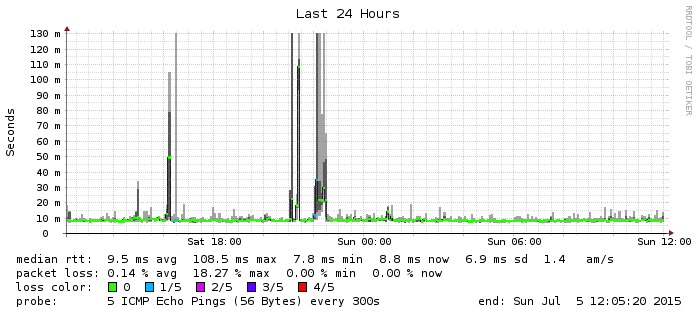 Last 24 Hours
RRDTOOL / TOBI OETIKER
Seconds
130 m
120 m
110 m
100 m
90 m
80 m
70 m
60 m
50 m
40 m
30 m
20 m
10 m
0
Sat 18:00 Sun 00:00 Sun 06:00 Sun 12:00
median rtt: 9.5 ms avg 108.5 ms max 7.8 ms min 8.8 ms now 6.9 ms sd 1.4 am/s
packet loss: 0.14 % avg 18.27 % max 0.00 % min 0.00 % now
loss color: 0 1/5 2/5 3/5 4/5
probe: 5 ICMP Echo Pings (56 Bytes) every 300s end: Sun Jul 5 12:05:20 2015